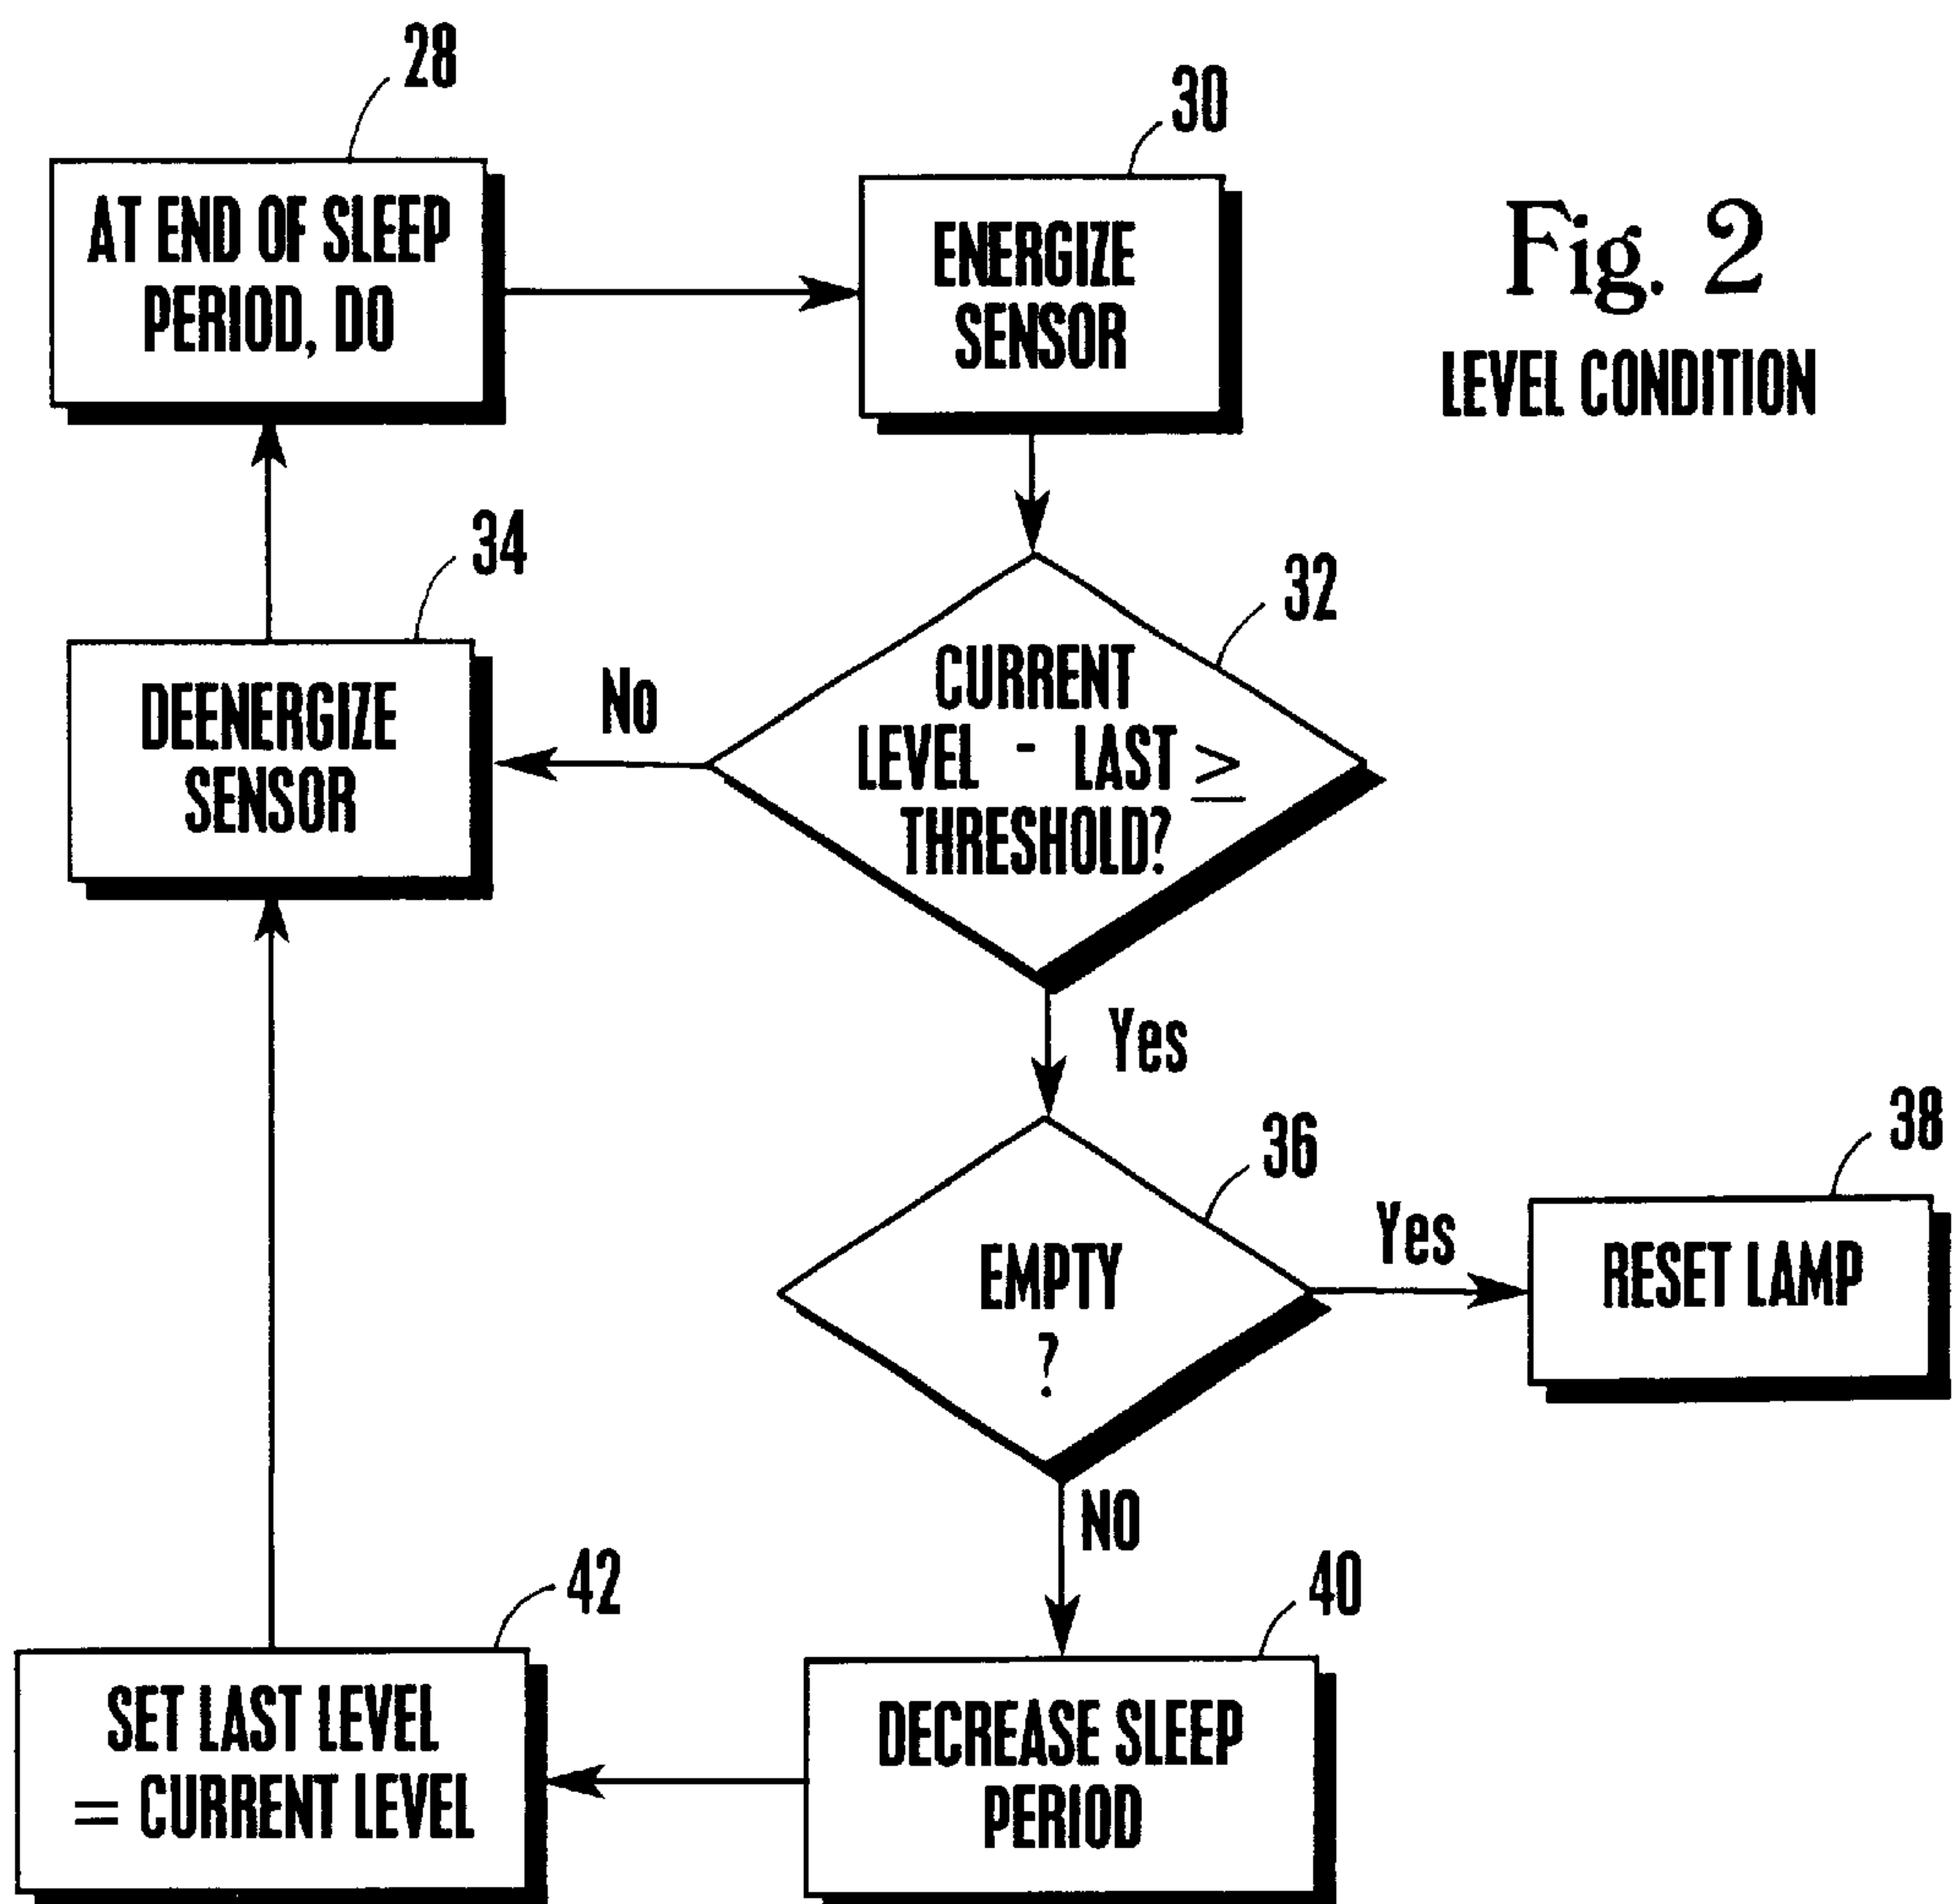 28
AT END OF SLEEP
PERIOD, DO
30
ENERGIZE
SENSOR
Fig. 2
LEVEL CONDITION
34
DEENERGIZE
SENSOR
No
32
CURRENT
LEVEL - LAST ≥
THRESHOLD?
Yes
36
EMPTY
?
Yes
38
RESET LAMP
NO
40
DECREASE SLEEP
PERIOD
42
SET LAST LEVEL
= CURRENT LEVEL